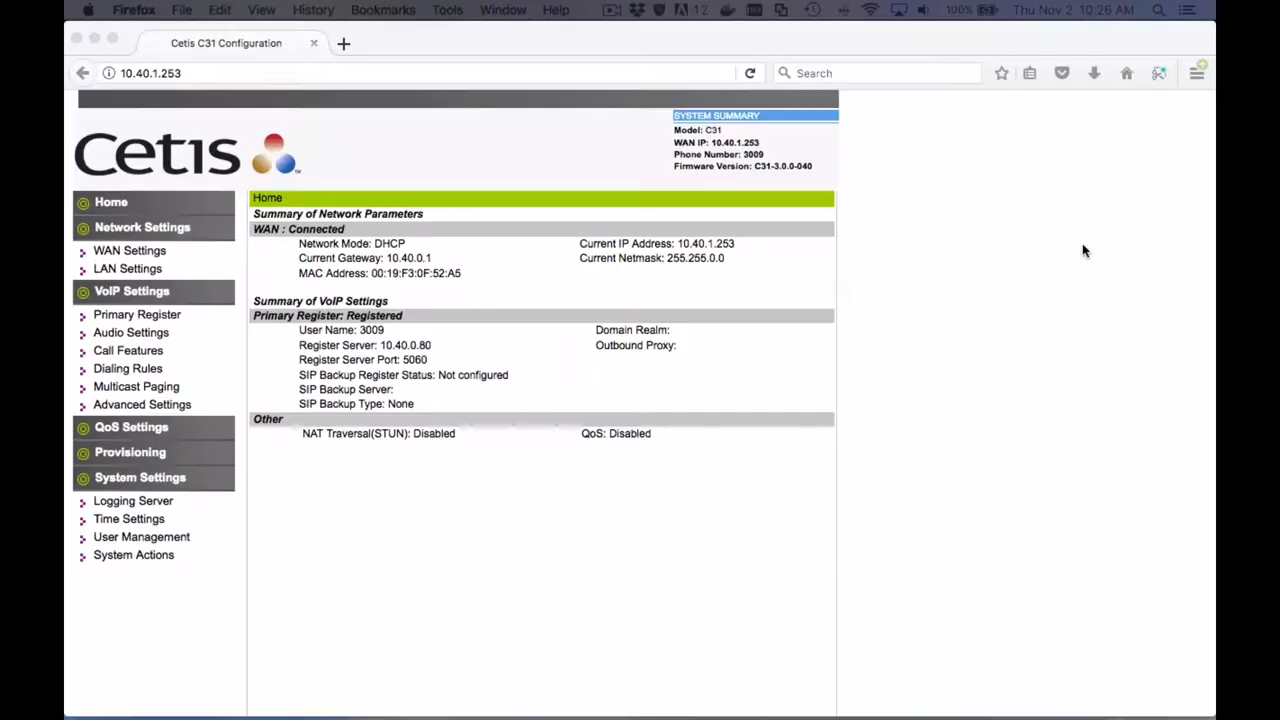 Firefox File Edit View History Bookmarks Tools Window Help 12 100% Thu Nov 2 10:26 AM
Cetis C31 Configuration
10.40.1.253
Search
SYSTEM SUMMARY
Model: C31
WAN IP: 10.40.1.253
Phone Number: 3009
Firmware Version: C31-3.0.0-040
Cetis
Home
Network Settings
WAN Settings
LAN Settings
VoIP Settings
Primary Register
Audio Settings
Call Features
Dialing Rules
Multicast Paging
Advanced Settings
QoS Settings
Provisioning
System Settings
Logging Server
Time Settings
User Management
System Actions
Home
Summary of Network Parameters
WAN : Connected
Network Mode: DHCP Current IP Address: 10.40.1.253
Current Gateway: 10.40.0.1 Current Netmask: 255.255.0.0
MAC Address: 00:19:F3:0F:52:A5
Summary of VoIP Settings
Primary Register: Registered
User Name: 3009 Domain Realm:
Register Server: 10.40.0.80 Outbound Proxy:
Register Server Port: 5060
SIP Backup Register Status: Not configured
SIP Backup Server:
SIP Backup Type: None
Other
NAT Traversal(STUN): Disabled QoS: Disabled